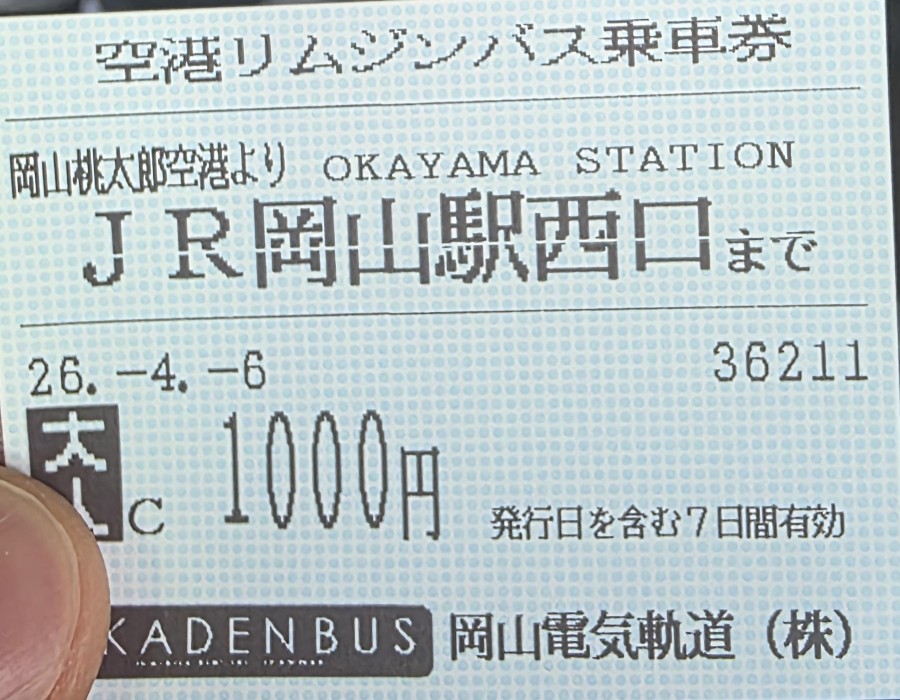 空港リムジンバス乗車券
岡山桃太郎空港より OKAYAMA STATION
JR岡山駅西口まで
26.-4.-6 36211
大人C 1000円 発行日を含む7日間有効
KADENBUS 岡山電気軌道(株)